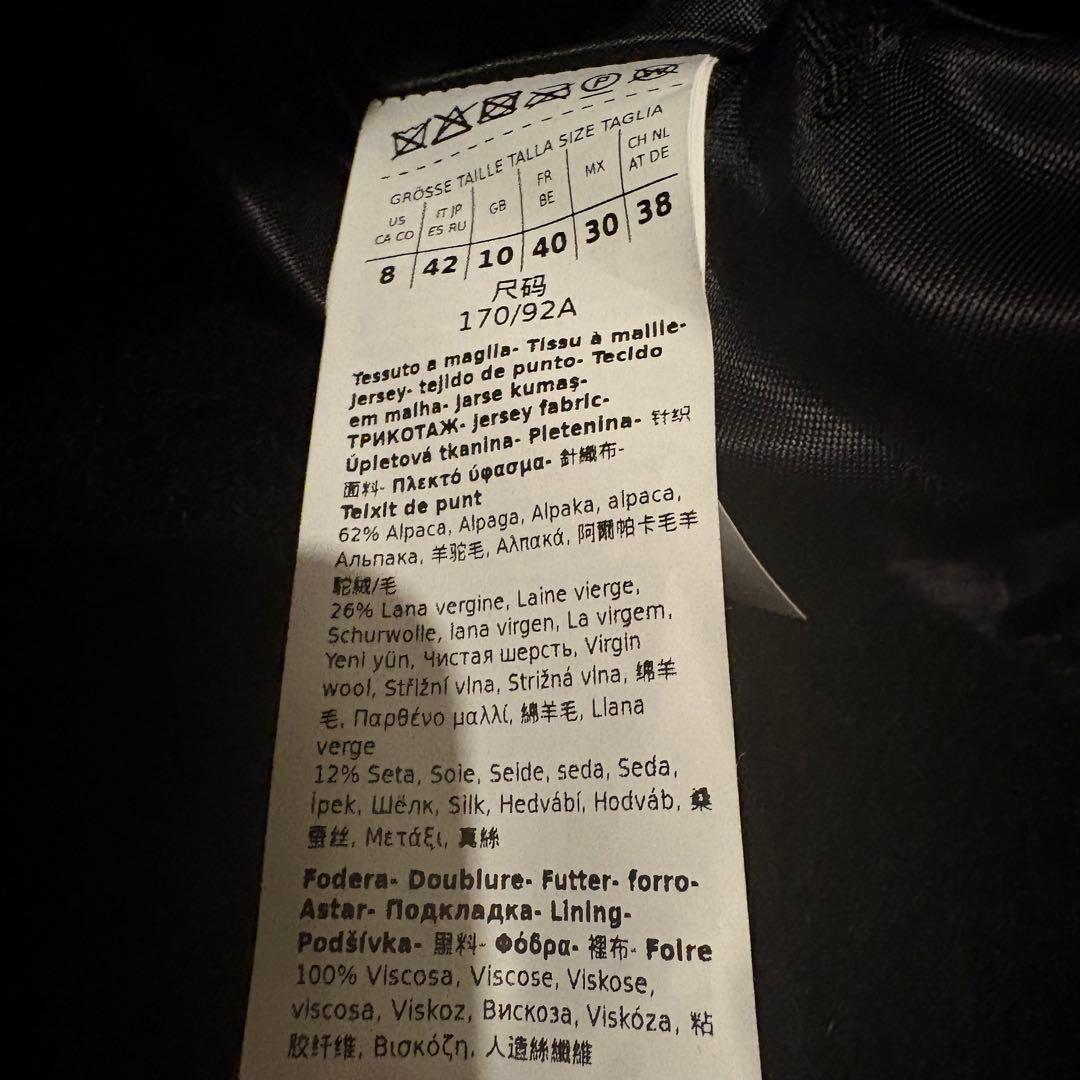 P
W
GRÖSSE TAILLE TALLA SIZE TAGLIA
US CA CO IT JP ES RU GB FR BE MX CH NL AT DE
8 42 10 40 30 38
尺码
170/92A
Tessuto a maglia- Tissu à maille-
Jersey- tejido de punto- Tecido
em malha- Jarse kumaş-
ТРИКОТАЖ- Jersey fabric-
Úpletová tkanina- Pletenina- 针织
面料- Πλεκτό ύφασμα- 針織布-
Teixit de punt
62% Alpaca, Alpaga, Alpaka, alpaca,
Альпака, 羊驼毛, Αλπακά, 阿爾帕卡毛羊
駝絨/毛
26% Lana vergine, Laine vierge,
Schurwolle, lana virgen, La virgem,
Yeni yün, Чистая шерсть, Virgin
wool, Střižní vlna, Strižná vlna, 绵羊
毛, Παρθένο μαλλί, 綿羊毛, Llana
verge
12% Seta, Soie, Seide, seda, Seda,
İpek, Шёлк, Silk, Hedvábí, Hodváb, 桑
蚕丝, Μετάξι, 真絲
Fodera- Doublure- Futter- forro-
Astar- Подкладка- Lining-
Podšívka- 里料- Φόδρα- 裡布- Folre
100% Viscosa, Viscose, Viskose,
viscosa, Viskoz, Вискоза, Viskóza, 粘
胶纤维, Βισκόζη, 人造絲纖維